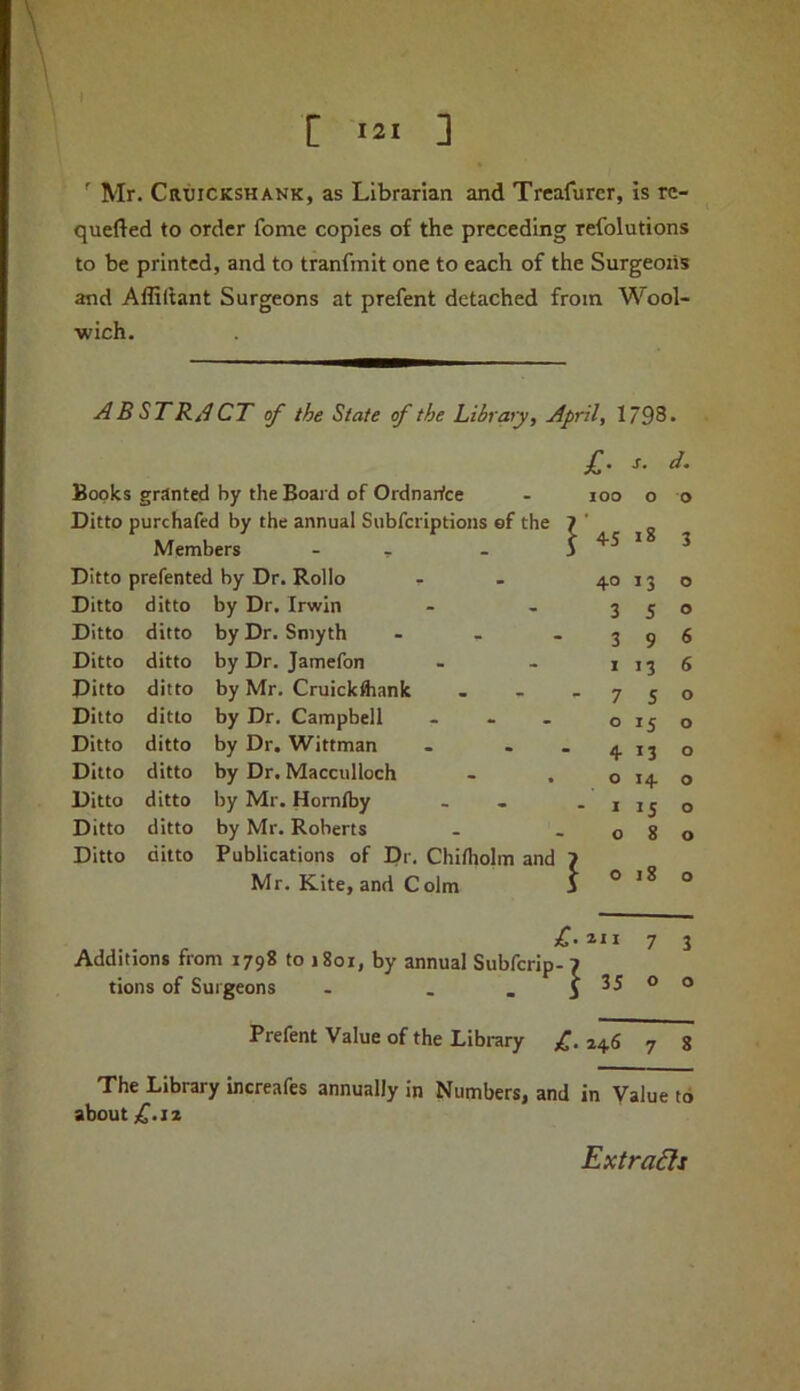 [ 121 ]
Mr. CRUICKSHANK, as Librarian and Treaſurer, is re-
queſted to order ſome copies of the preceding reſolutions
to be printed, and to tranſmit one to each of the Surgeons
and Aſſiſtant Surgeons at preſent detached from Wool-
wich.
ABSTRACT of the State of the Library, April, 1798.
£. s. d.
Books granted by the Board of Ordnance - 100 0 0
Ditto purchaſed by the annual Subſcriptions of the
Members - - - } 45 18 3
Ditto preſented by Dr. Rollo - - 40 13 0
Ditto ditto by Dr. Irwin - - 3 5 0
Ditto ditto by Dr. Smyth - - - 3 9 6
Ditto ditto by Dr. Jameſon - - 1 13 6
Ditto ditto by Mr. Cruickſhank - - - 7 5 0
Ditto ditto by Dr. Campbell - - - 0 15 0
Ditto ditto by Dr. Wittman - - - 4 13 0
Ditto ditto by Dr. Macculloch - . 0 14 0
Ditto ditto by Mr. Hornſby - - - 1 15 0
Ditto ditto by Mr. Roberts - - 0 8 0
Ditto ditto Publications of Dr. Chiſholm and
Mr. Kite, and Colm } 0 18 0
£. 211 7 3
Additions from 1798 to 1801, by annual Subſcrip-
tions of Surgeons - - - } 35 0 0
Preſent Value of the Library £. 246 7 8
The Library increaſes annually in Numbers, and in Value to
about £.12
Extracts